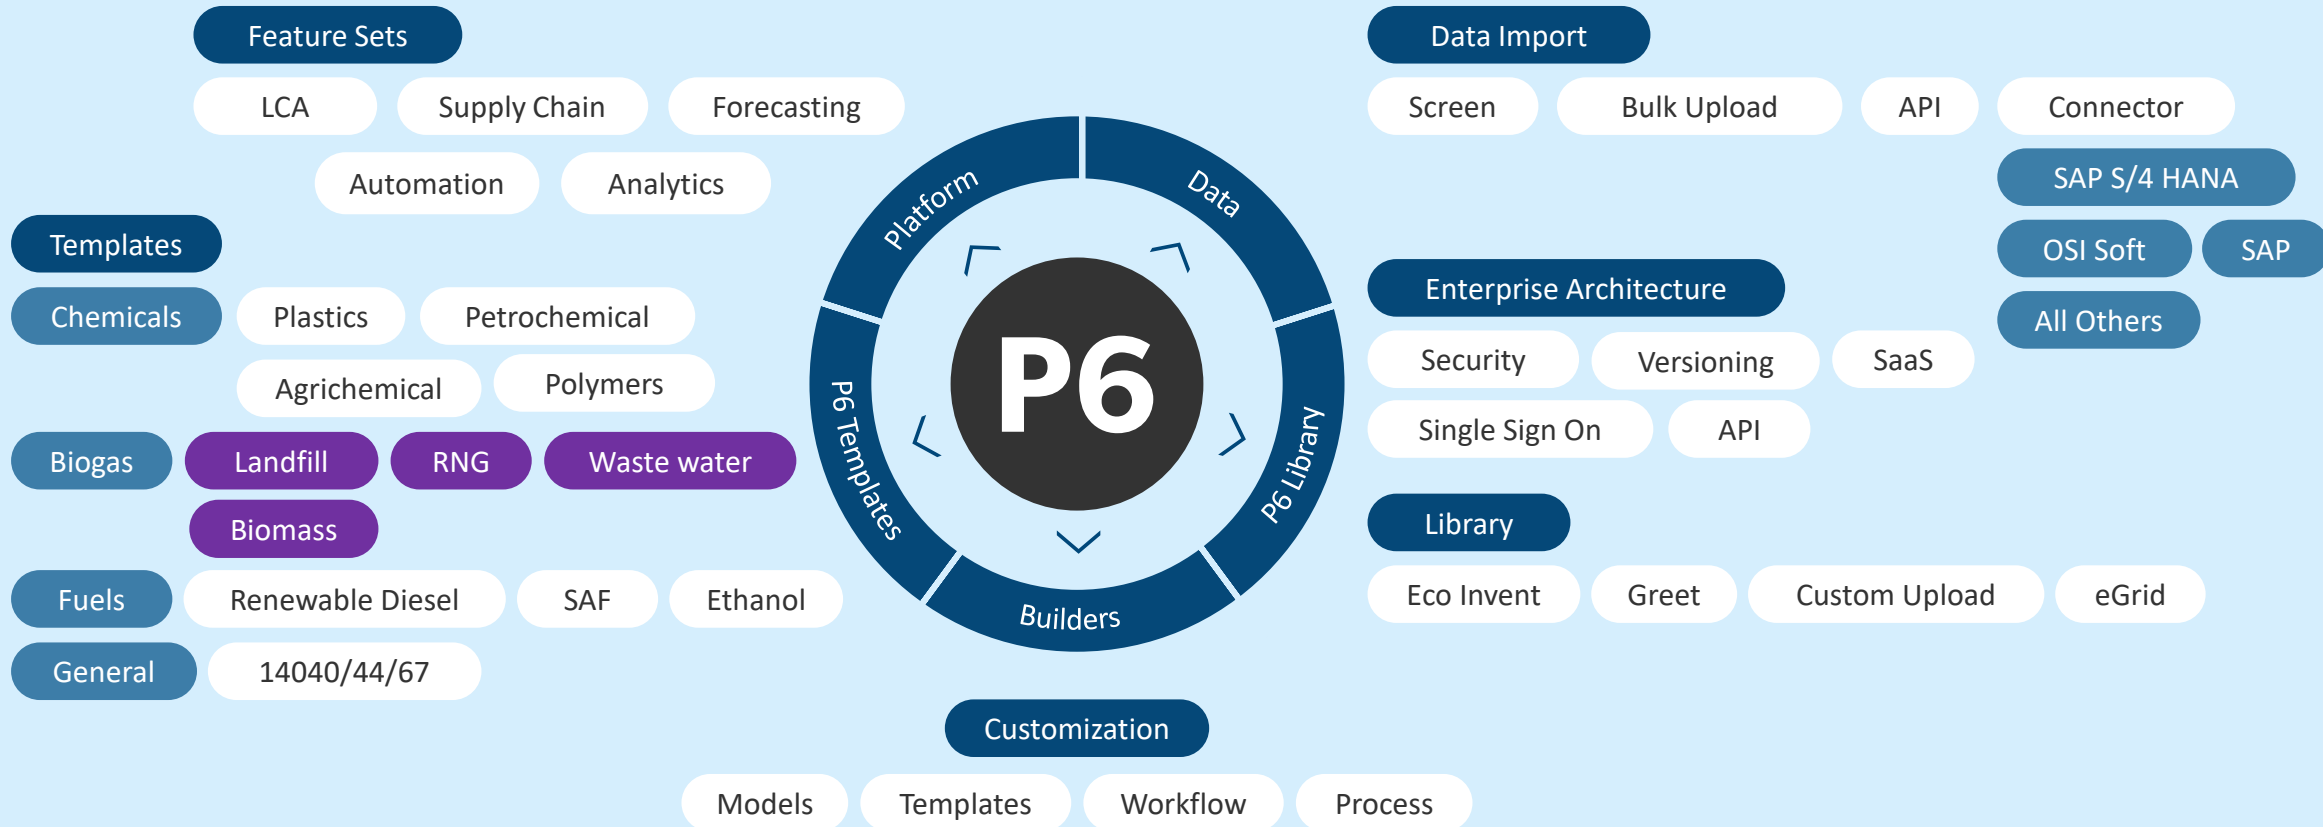 Feature Sets
LCA Supply Chain Forecasting
Automation Analytics
Templates
Chemicals Plastics Petrochemical
Agrichemical Polymers
Biogas Landfill RNG Waste water
Biomass
Fuels Renewable Diesel SAF Ethanol
General 14040/44/67
Platform
Data
P6 Templates
P6 Library
Builders
P6
Data Import
Screen Bulk Upload API Connector
SAP S/4 HANA
OSI Soft SAP
All Others
Enterprise Architecture
Security Versioning SaaS
Single Sign On API
Library
Eco Invent Greet Custom Upload eGrid
Customization
Models Templates Workflow Process